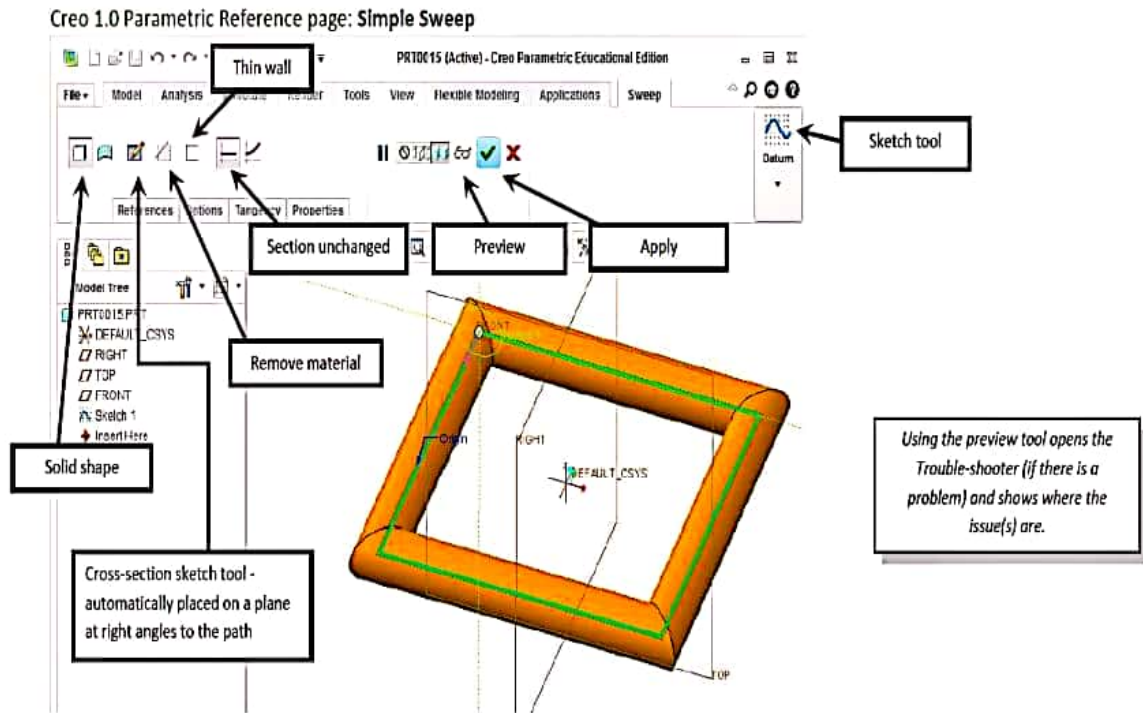 Creo 1.0 Parametric Reference page: Simple Sweep
PRT0015 (Active) - Creo Parametric Educational Edition
Thin wall
File Model Analysis Render Tools View Flexible Modeling Applications Sweep
Sketch tool
Datum
References Options Tangency Properties
Section unchanged
Preview
Apply
Model Tree
PRT0015.PRT
DEFAULT_CSYS
RIGHT
TOP
FRONT
Sketch 1
Insert Here
Remove material
Solid shape
FRONT
RIGHT
DEFAULT_CSYS
TOP
Cross-section sketch tool -
automatically placed on a plane
at right angles to the path
Using the preview tool opens the
Trouble-shooter (if there is a
problem) and shows where the
issue(s) are.